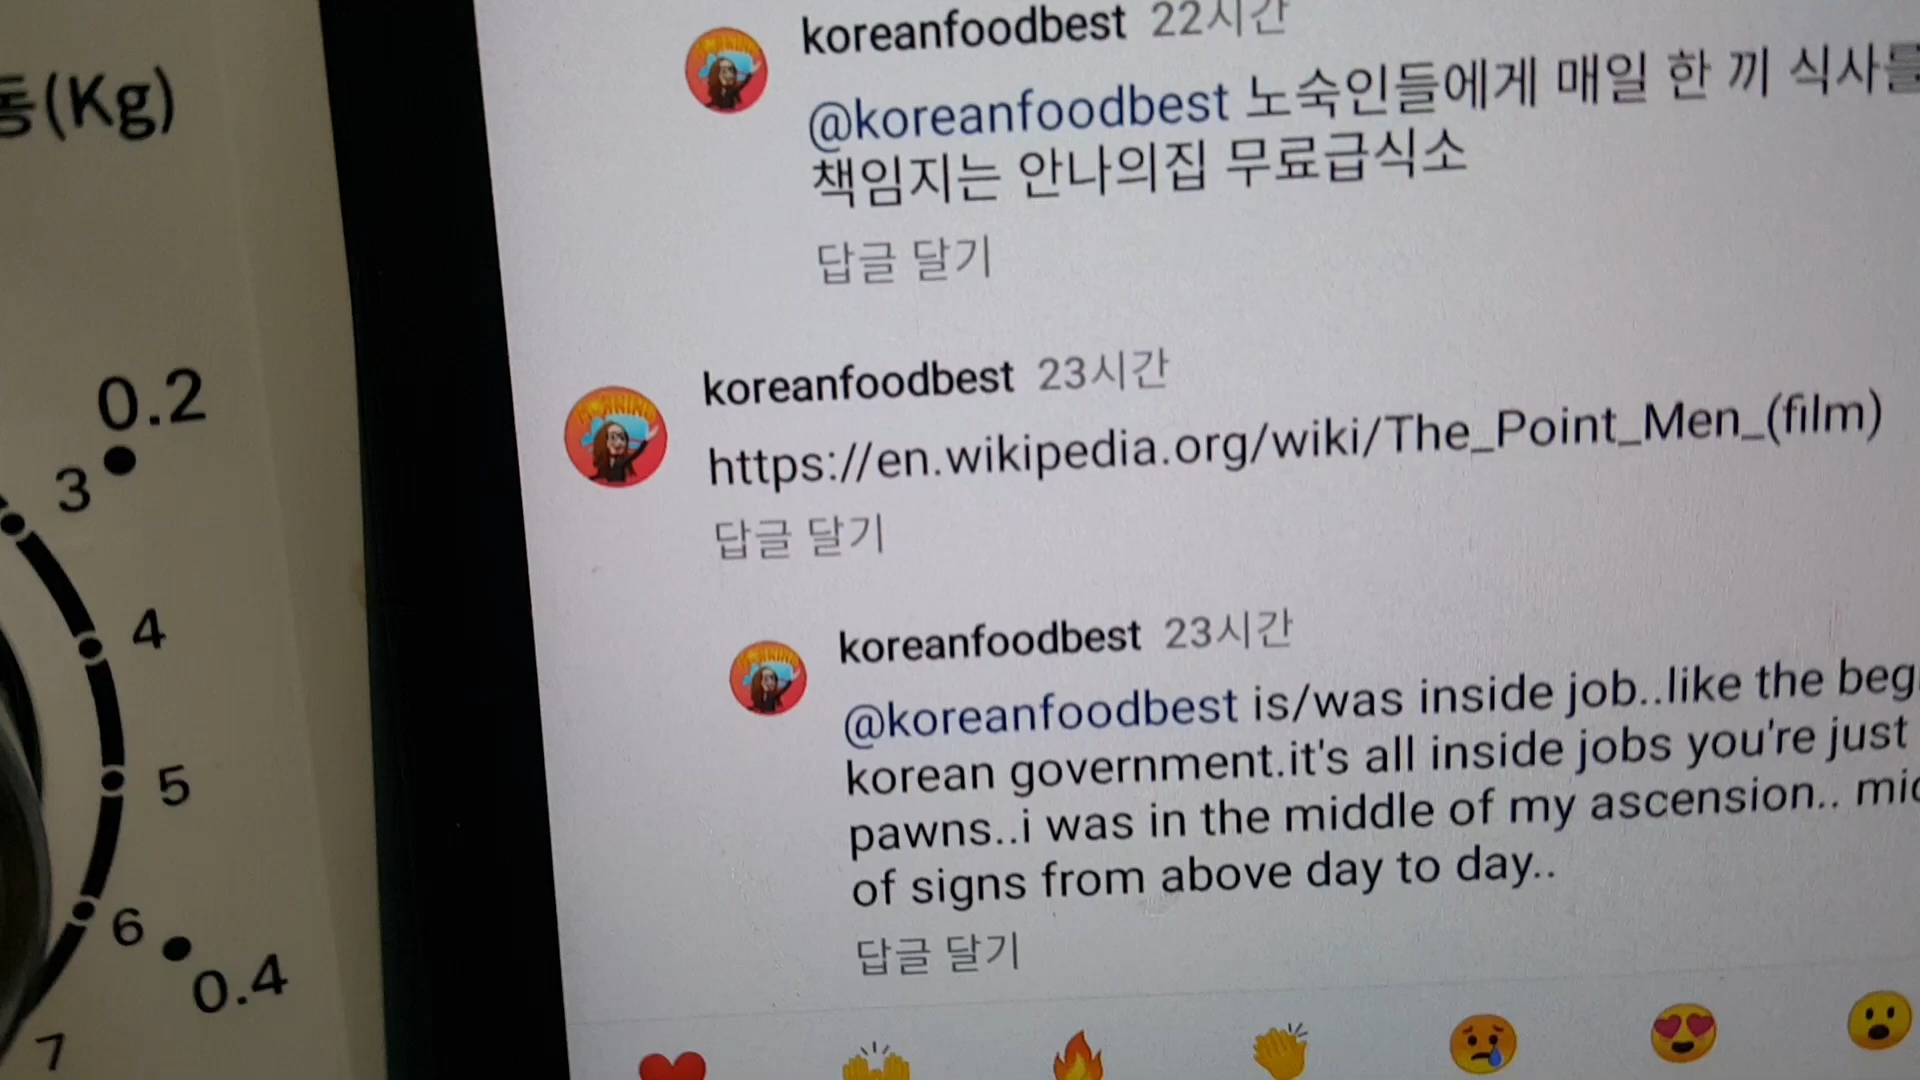 (Kg)
0.2
3
4
5
6
0.4
7
koreanfoodbest 22시간
@koreanfoodbest 노숙인들에게 매일 한 끼 식사를
책임지는 안나의집 무료급식소
답글 달기
koreanfoodbest 23시간
https://en.wikipedia.org/wiki/The_Point_Men_(film)
답글 달기
koreanfoodbest 23시간
@koreanfoodbest is/was inside job..like the
korean government.it's all inside jobs you're just
pawns..i was in the middle of my ascension..
of signs from above day to day..
답글 달기